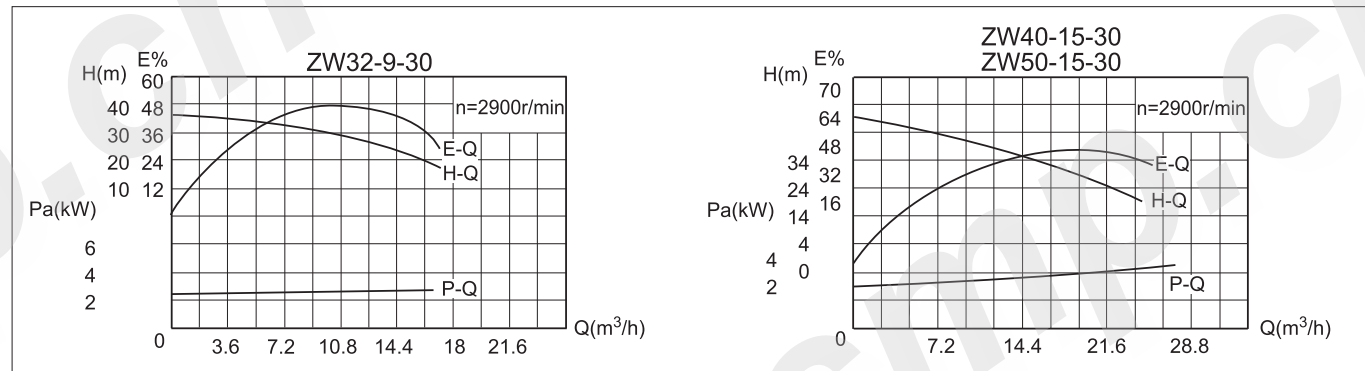 ZW32-9-30
H(m) E%
60
40 48
n=2900r/min
30 36
20 24
E-Q
H-Q
10 12
Pa(kW)
6
4
2
P-Q
0
3.6 7.2 10.8 14.4 18 21.6
Q(m³/h)
ZW40-15-30
ZW50-15-30
H(m) E%
70
64
n=2900r/min
48
34 32
E-Q
24 16
H-Q
Pa(kW)
14
4
4 0
2
P-Q
0
7.2 14.4 21.6 28.8
Q(m³/h)
cmp.cn